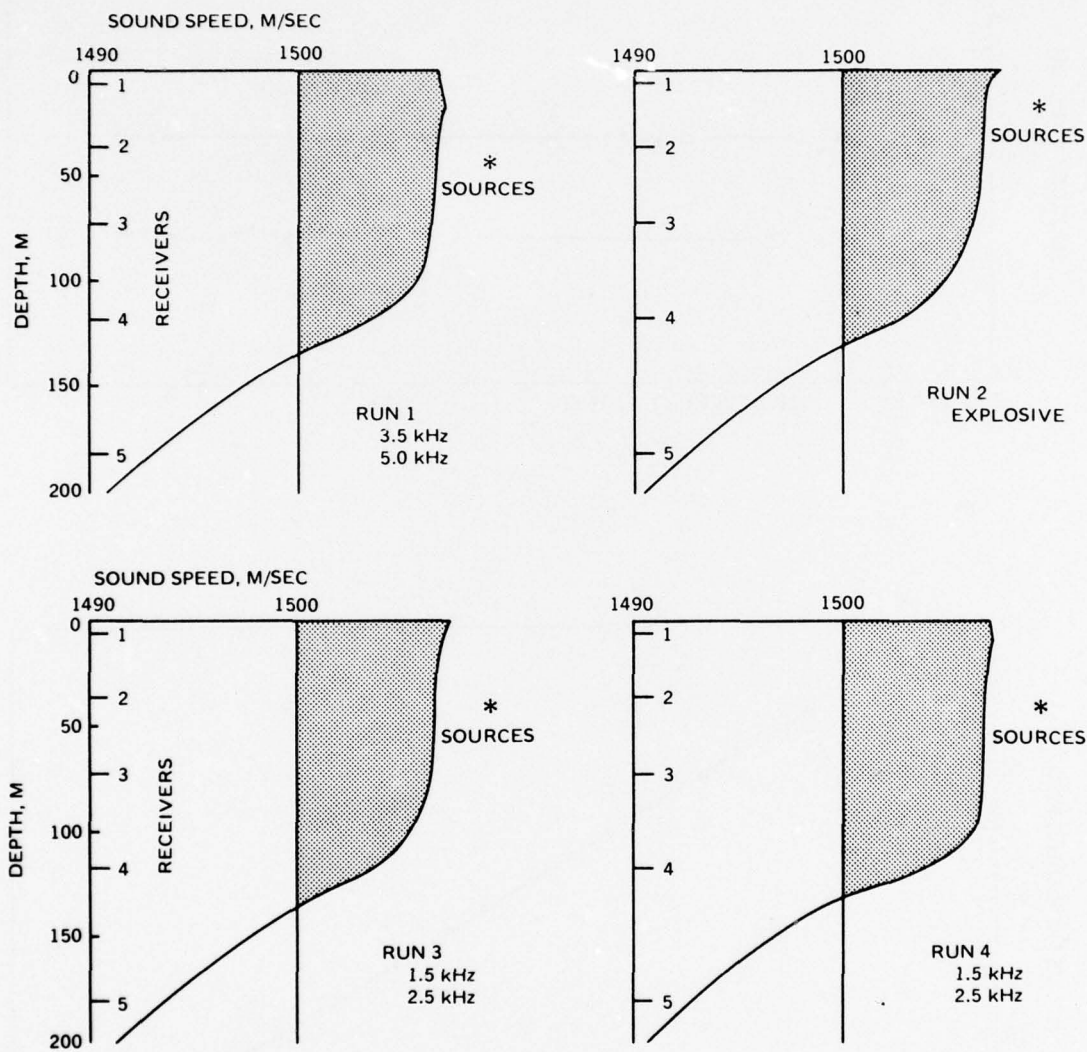 SOUND SPEED, M/SEC
1490 1500
0
50
100
150
200
DEPTH, M
1
2
3
4
5
RECEIVERS
*
SOURCES
RUN 1
3.5 kHz
5.0 kHz
1490 1500
1
2
3
4
5
*
SOURCES
RUN 2
EXPLOSIVE
SOUND SPEED, M/SEC
1490 1500
0
50
100
150
200
DEPTH, M
1
2
3
4
5
RECEIVERS
*
SOURCES
RUN 3
1.5 kHz
2.5 kHz
1490 1500
1
2
3
4
5
*
SOURCES
RUN 4
1.5 kHz
2.5 kHz